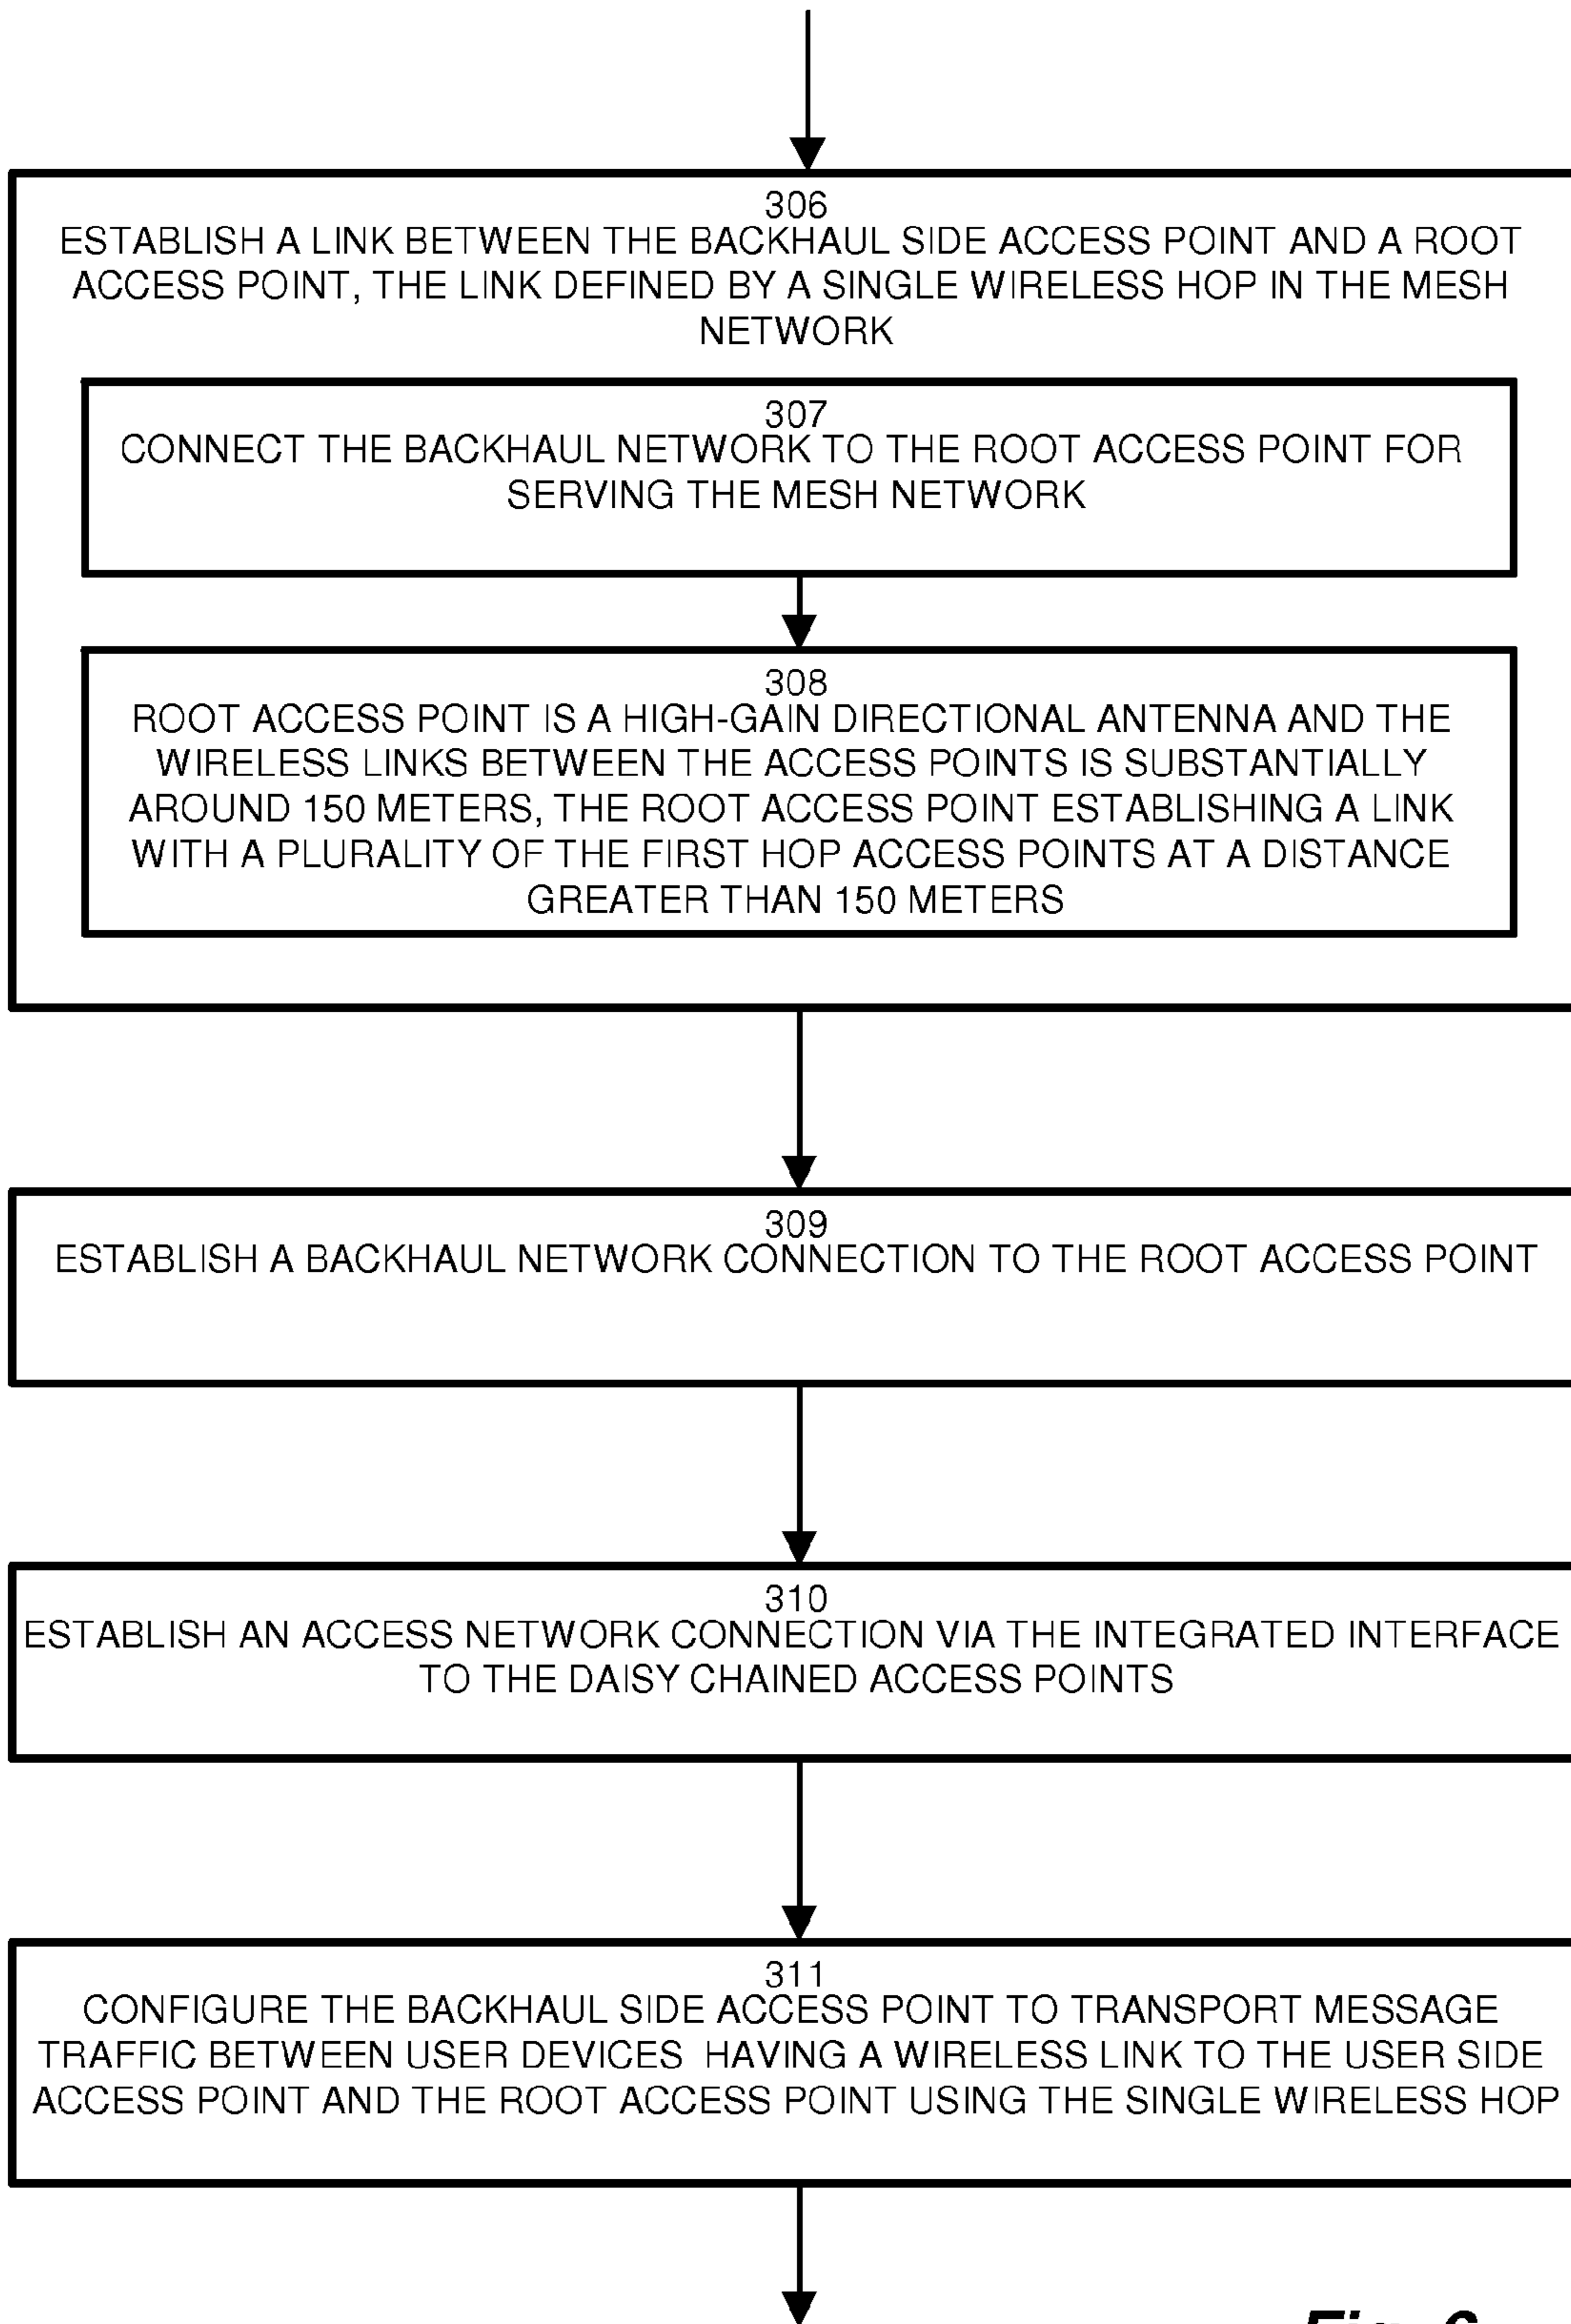 306
ESTABLISH A LINK BETWEEN THE BACKHAUL SIDE ACCESS POINT AND A ROOT
ACCESS POINT, THE LINK DEFINED BY A SINGLE WIRELESS HOP IN THE MESH
NETWORK
307
CONNECT THE BACKHAUL NETWORK TO THE ROOT ACCESS POINT FOR
SERVING THE MESH NETWORK
308
ROOT ACCESS POINT IS A HIGH-GAIN DIRECTIONAL ANTENNA AND THE
WIRELESS LINKS BETWEEN THE ACCESS POINTS IS SUBSTANTIALLY
AROUND 150 METERS, THE ROOT ACCESS POINT ESTABLISHING A LINK
WITH A PLURALITY OF THE FIRST HOP ACCESS POINTS AT A DISTANCE
GREATER THAN 150 METERS
309
ESTABLISH A BACKHAUL NETWORK CONNECTION TO THE ROOT ACCESS POINT
310
ESTABLISH AN ACCESS NETWORK CONNECTION VIA THE INTEGRATED INTERFACE
TO THE DAISY CHAINED ACCESS POINTS
311
CONFIGURE THE BACKHAUL SIDE ACCESS POINT TO TRANSPORT MESSAGE
TRAFFIC BETWEEN USER DEVICES HAVING A WIRELESS LINK TO THE USER SIDE
ACCESS POINT AND THE ROOT ACCESS POINT USING THE SINGLE WIRELESS HOP